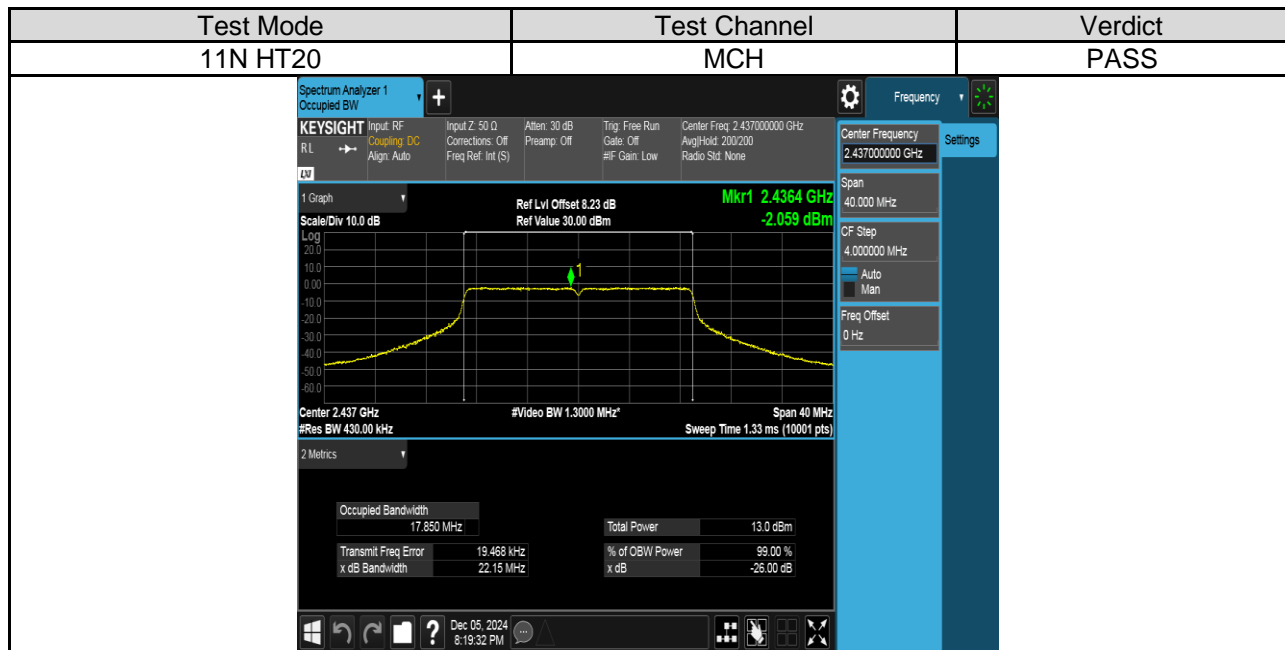 Test Mode Test Channel Verdict
11N HT20 MCH PASS
Spectrum Analyzer 1
Occupied BW
+
Frequency
KEYSIGHT Input: RF Input Z: 50 Ω Atten: 30 dB Trig: Free Run Center Freq: 2.437000000 GHz
RL Coupling: DC Corrections: Off Preamp: Off Gate: Off Avg|Hold: 200/200
Align: Auto Freq Ref: Int (S) #IF Gain: Low Radio Std: None
LXI
Center Frequency
2.437000000 GHz
Settings
Span
40.000 MHz
CF Step
4.000000 MHz
Auto
Man
Freq Offset
0 Hz
1 Graph Ref Lvl Offset 8.23 dB Mkr1 2.4364 GHz
Scale/Div 10.0 dB Ref Value 30.00 dBm -2.059 dBm
Log
20.0
10.0
1
0.00
-10.0
-20.0
-30.0
-40.0
-50.0
-60.0
Center 2.437 GHz #Video BW 1.3000 MHz* Span 40 MHz
#Res BW 430.00 kHz Sweep Time 1.33 ms (10001 pts)
2 Metrics
Occupied Bandwidth
17.850 MHz Total Power 13.0 dBm
Transmit Freq Error 19.468 kHz % of OBW Power 99.00 %
x dB Bandwidth 22.15 MHz x dB -26.00 dB
? Dec 05, 2024
8:19:32 PM